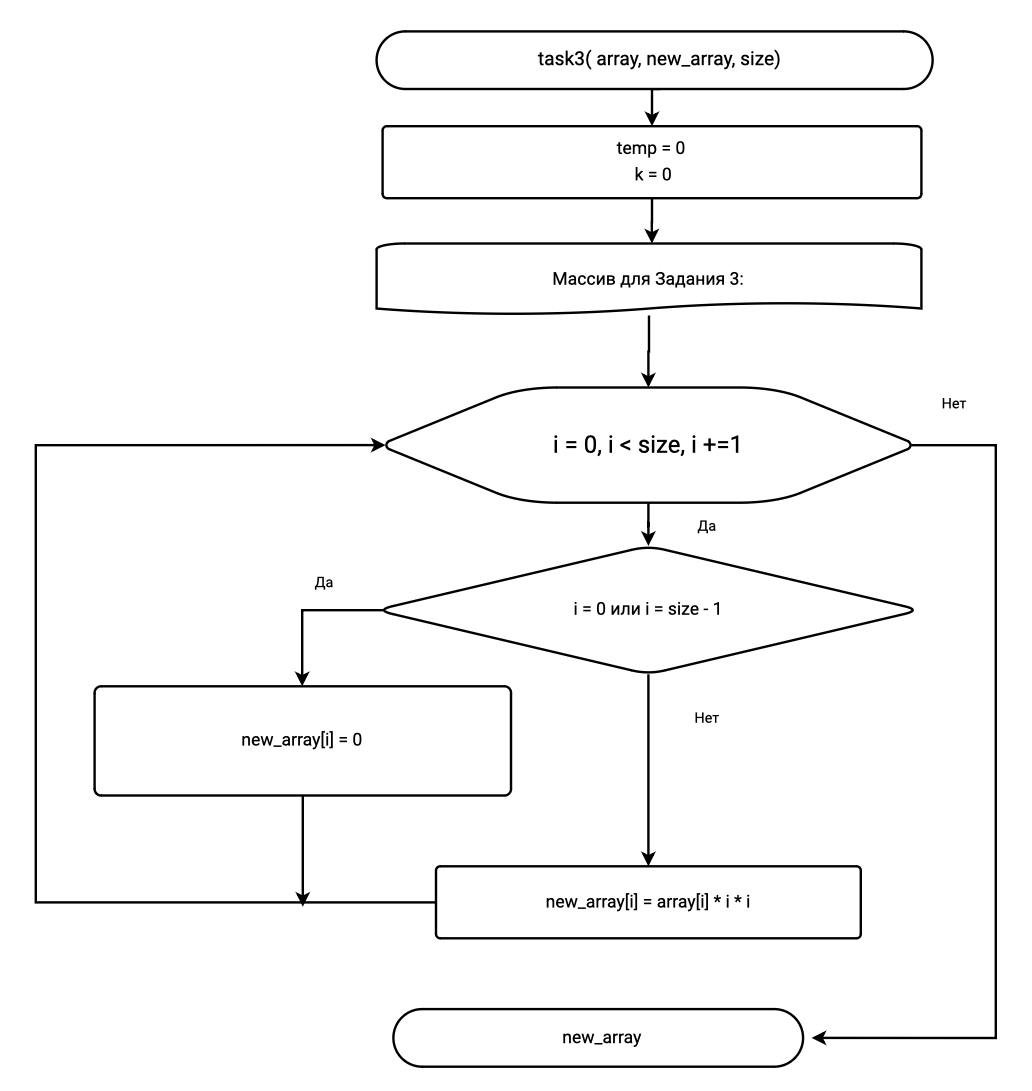 task3( array, new_array, size)
temp = 0
k = 0
Массив для Задания 3:
Нет
i = 0, i < size, i +=1
Да
Да
i = 0 или i = size - 1
Нет
new_array[i] = 0
new_array[i] = array[i] * i * i
new_array